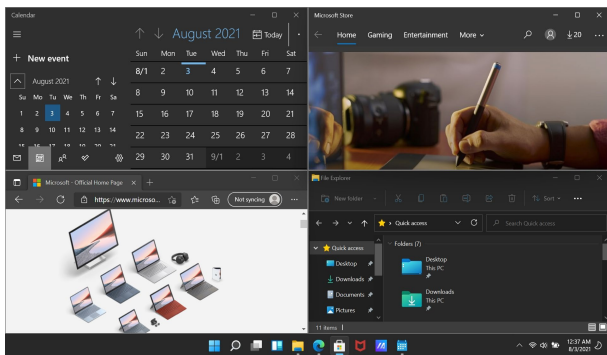 Calendar
August 2021
Today
New event
Sun Mon Tue Wed Thu Fri Sat
8/1 2 3 4 5 6 7
8 9 10 11 12 13 14
15 16 17 18 19 20 21
22 23 24 25 26 27 28
29 30 31 9/1 2 3 4
August 2021
Su Mo Tu We Th Fr Sa
1 2 3 4 5 6 7
8 9 10 11 12 13 14
15 16 17 18 19 20 21
Microsoft Store
Home Gaming Entertainment More
20
Microsoft - Official Home Page
https://www.microso...
Not syncing
File Explorer
New folder
Sort
Quick access
Search Quick access
Quick access
Desktop
Downloads
Documents
Pictures
Folders (7)
Desktop
This PC
Downloads
This PC
11 items
12:37 AM
8/3/2021